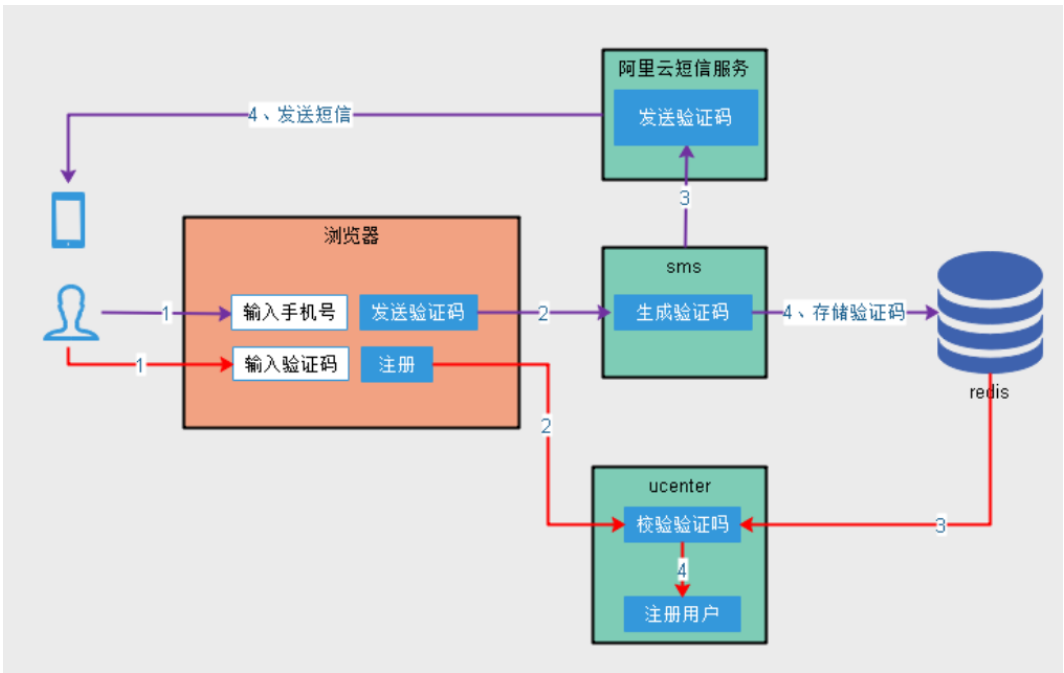 阿里云短信服务
发送验证码
4、发送短信
3
浏览器
sms
1
输入手机号
发送验证码
2
生成验证码
4、存储验证码
1
输入验证码
注册
redis
2
ucenter
校验验证吗
3
4
注册用户